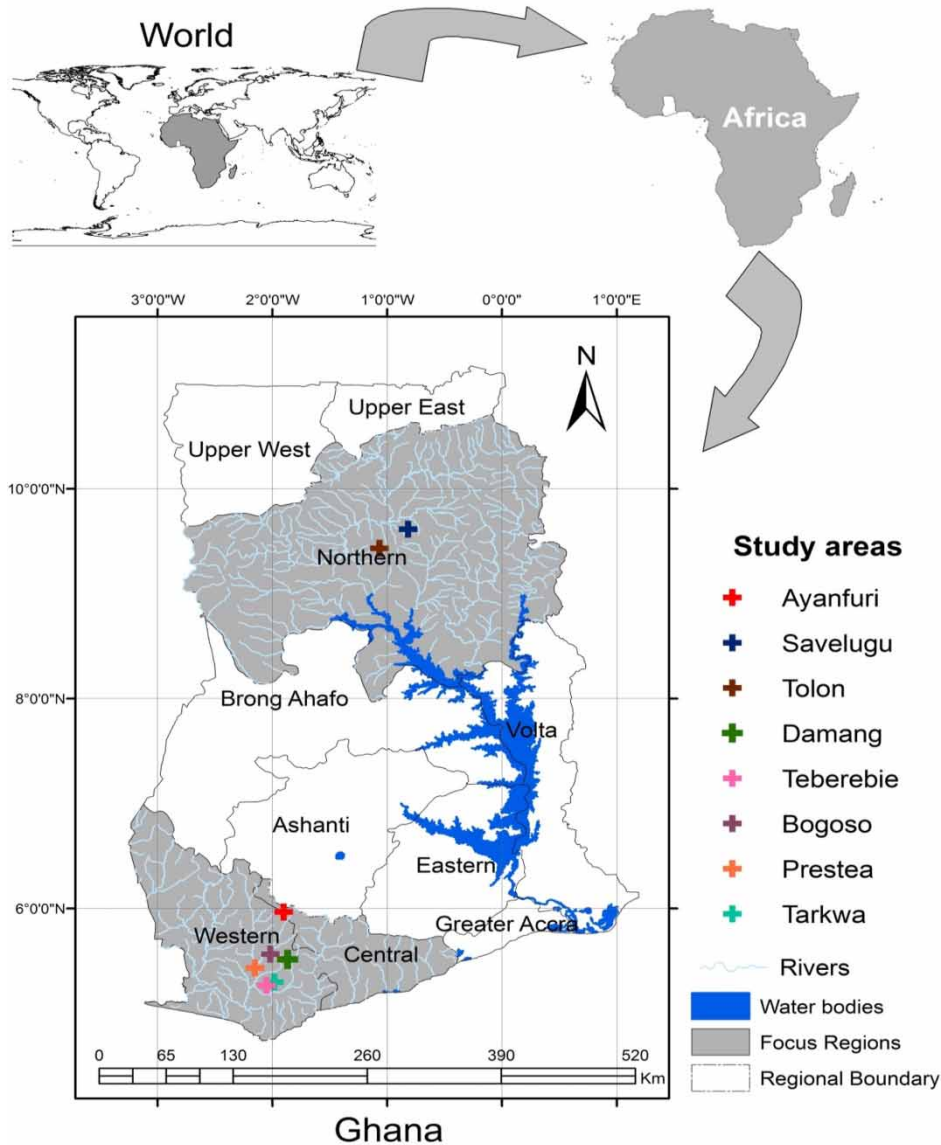 World
Africa
3°0'0"W 2°0'0"W 1°0'0"W 0°0'0" 1°0'0"E
N
Upper East
Upper West
10°0'0"N
Northern
Study areas
Ayanfuri
Savelugu
Tolon
Damang
Teberebie
Bogoso
Prestea
Tarkwa
Rivers
Water bodies
Focus Regions
Regional Boundary
8°0'0"N
Brong Ahafo
Volta
Ashanti
Eastern
6°0'0"N
Greater Accra
Western
Central
0 65 130 260 390 520
Km
Ghana